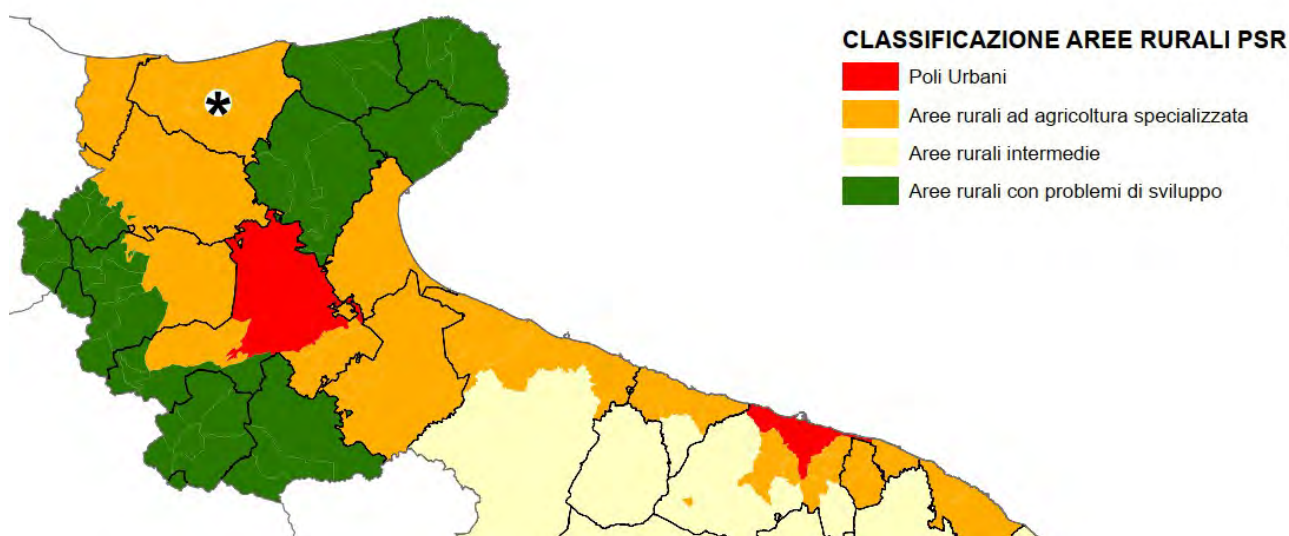 CLASSIFICAZIONE AREE RURALI PSR
Poli Urbani
Aree rurali ad agricoltura specializzata
Aree rurali intermedie
Aree rurali con problemi di sviluppo